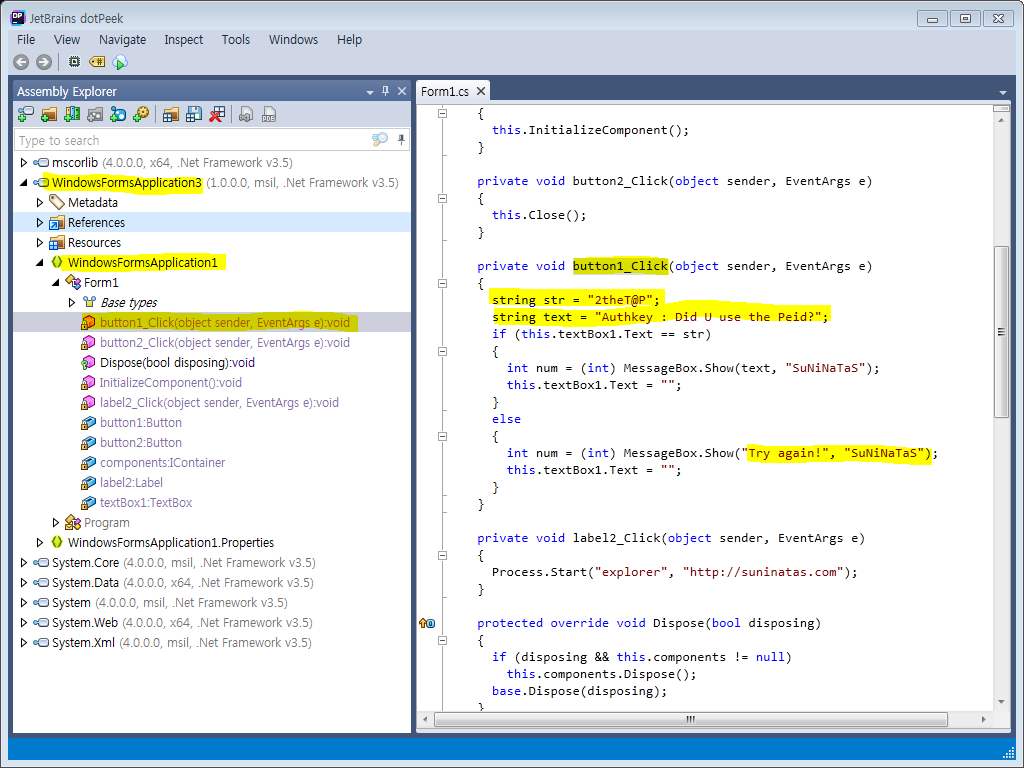 JetBrains dotPeek
File View Navigate Inspect Tools Windows Help
Assembly Explorer
Type to search
mscorlib (4.0.0.0, x64, .Net Framework v3.5)
WindowsFormsApplication3 (1.0.0.0, msil, .Net Framework v3.5)
Metadata
References
Resources
WindowsFormsApplication1
Form1
Base types
button1_Click(object sender, EventArgs e):void
button2_Click(object sender, EventArgs e):void
Dispose(bool disposing):void
InitializeComponent():void
label2_Click(object sender, EventArgs e):void
button1:Button
button2:Button
components:IContainer
label2:Label
textBox1:TextBox
Program
WindowsFormsApplication1.Properties
System.Core (4.0.0.0, msil, .Net Framework v3.5)
System.Data (4.0.0.0, x64, .Net Framework v3.5)
System (4.0.0.0, msil, .Net Framework v3.5)
System.Web (4.0.0.0, x64, .Net Framework v3.5)
System.Xml (4.0.0.0, msil, .Net Framework v3.5)
Form1.cs
{
this.InitializeComponent();
}
private void button2_Click(object sender, EventArgs e)
{
this.Close();
}
private void button1_Click(object sender, EventArgs e)
{
string str = "2theT@P";
string text = "Authkey : Did U use the Peid?";
if (this.textBox1.Text == str)
{
int num = (int) MessageBox.Show(text, "SuNiNaTaS");
this.textBox1.Text = "";
}
else
{
int num = (int) MessageBox.Show("Try again!", "SuNiNaTaS");
this.textBox1.Text = "";
}
}
private void label2_Click(object sender, EventArgs e)
{
Process.Start("explorer", "http://suninatas.com");
}
protected override void Dispose(bool disposing)
{
if (disposing && this.components != null)
this.components.Dispose();
base.Dispose(disposing);
}